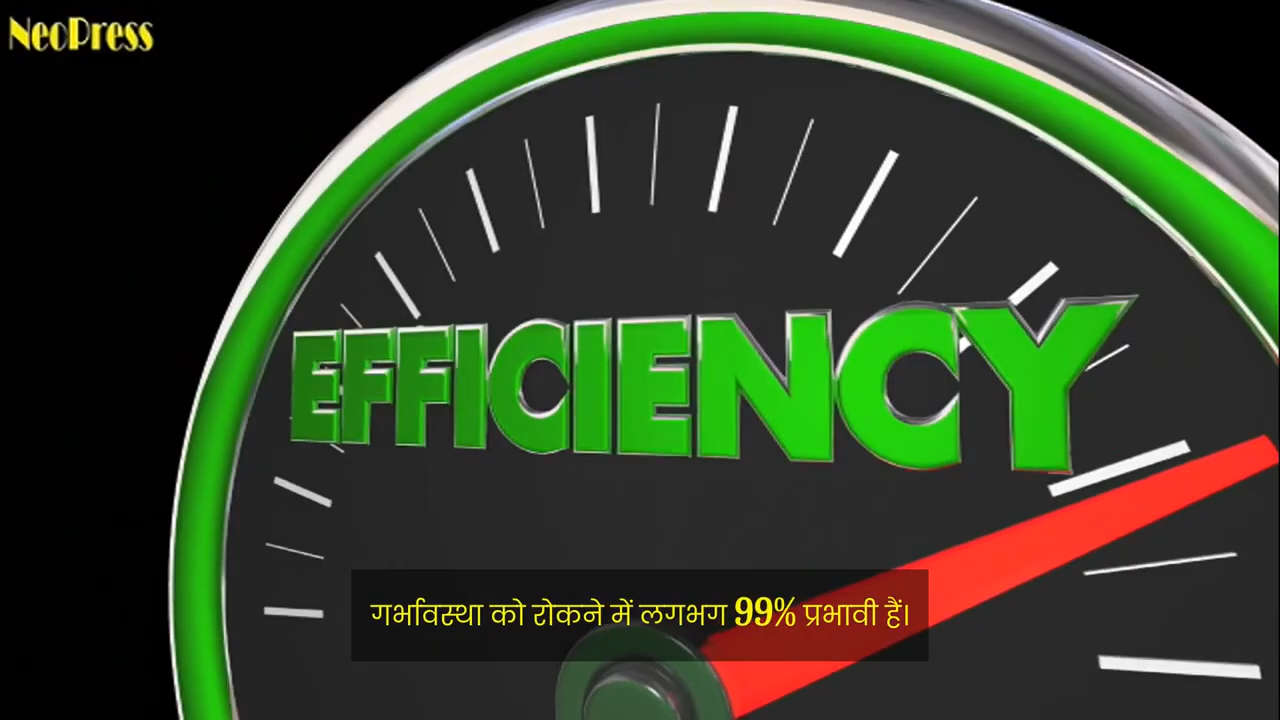 NeoPress
EFFICIENCY
गर्भावस्था को रोकने में लगभग 99% प्रभावी हैं।